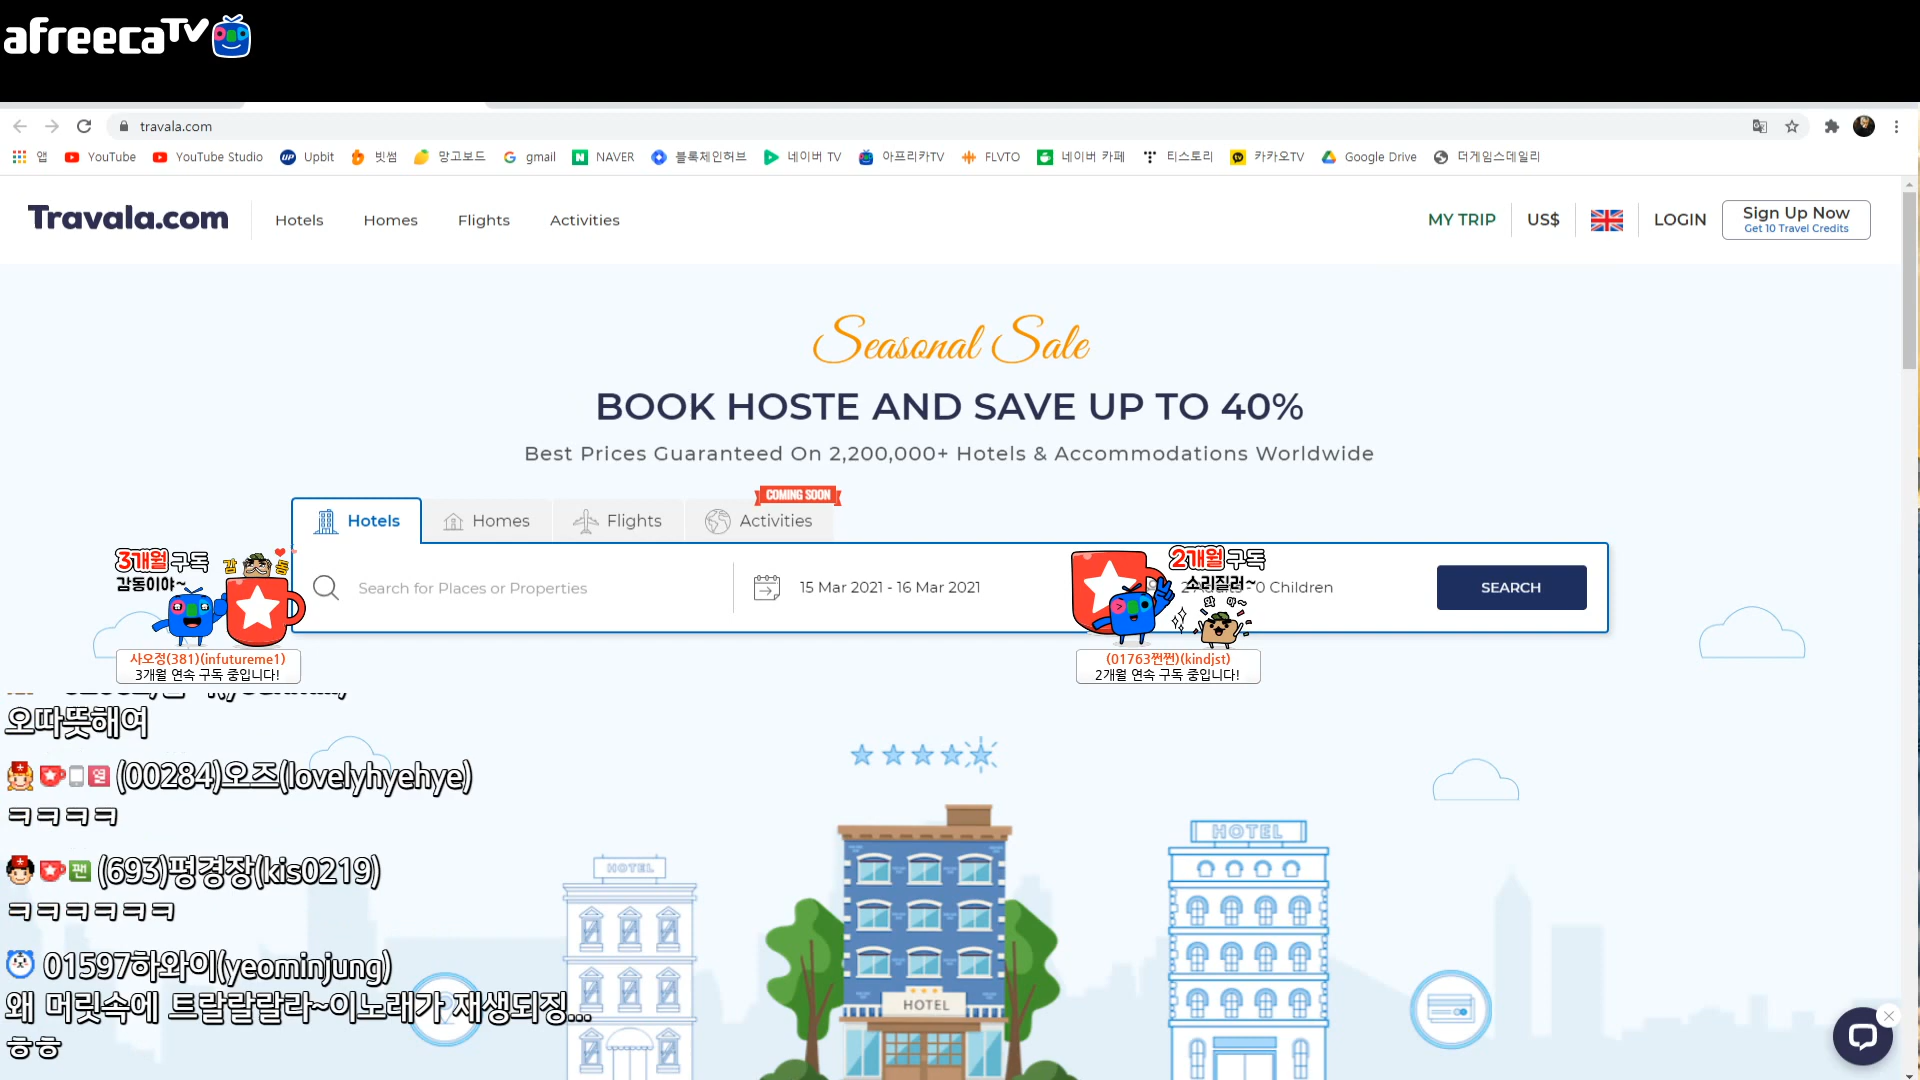 afreecaTV
travala.com
앱 YouTube YouTube Studio Upbit 빗썸 망고보드 gmail NAVER 블록체인허브 네이버 TV 아프리카TV FLVTO 네이버 카페 티스토리 카카오TV Google Drive 더게임스데일리
Travala.com Hotels Homes Flights Activities MY TRIP US$ LOGIN Sign Up Now
Get 10 Travel Credits
Seasonal Sale
BOOK HOSTE AND SAVE UP TO 40%
Best Prices Guaranteed On 2,200,000+ Hotels & Accommodations Worldwide
COMING SOON
Hotels Homes Flights Activities
3개월 구독
감동이야~
감동
Search for Places or Properties
15 Mar 2021 - 16 Mar 2021
2개월 구독
소리질러~
와 아~
2 Adults - 0 Children
SEARCH
사오정(381)(infutureme1)
3개월 연속 구독 중입니다!
(01763쩐쩐)(kindjst)
2개월 연속 구독 중입니다!
오따뜻해여
열 (00284)오즈(lovelyhyehye)
ㅋㅋㅋㅋ
팬 (693)평경장(kis0219)
ㅋㅋㅋㅋㅋㅋ
01597하와이(yeominjung)
왜 머릿속에 트랄랄랄라~이노래가 재생되징...
ㅎㅎ
HOTEL
HOTEL
HOTEL